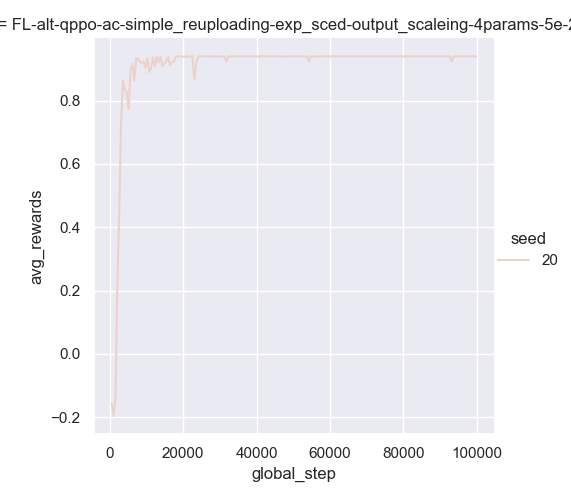 = FL-alt-qppo-ac-simple_reuploading-exp_sced-output_scaleing-4params-5e-2
avg_rewards
0.8
0.6
0.4
0.2
0.0
−0.2
0 20000 40000 60000 80000 100000
global_step
seed
20